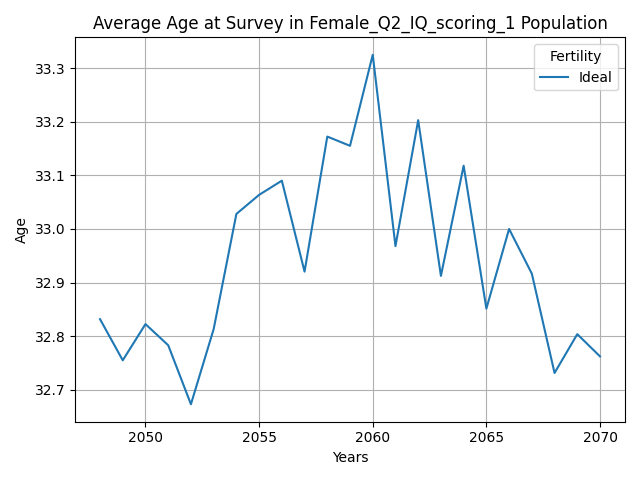 Average Age at Survey in Female_Q2_IQ_scoring_1 Population
Fertility
Ideal
33.3
33.2
33.1
33.0
32.9
32.8
32.7
Age
2050 2055 2060 2065 2070
Years